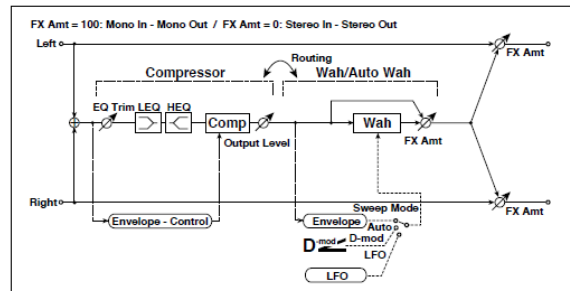 FX Amt = 100: Mono In - Mono Out / FX Amt = 0: Stereo In - Stereo Out
Left
FX Amt
Routing
Compressor
Wah/Auto Wah
EQ Trim LEQ HEQ
Comp
Wah
Output Level
FX Amt
Sweep Mode
Right
FX Amt
Envelope - Control
Envelope
Auto
D-mod D-mod
LFO
LFO